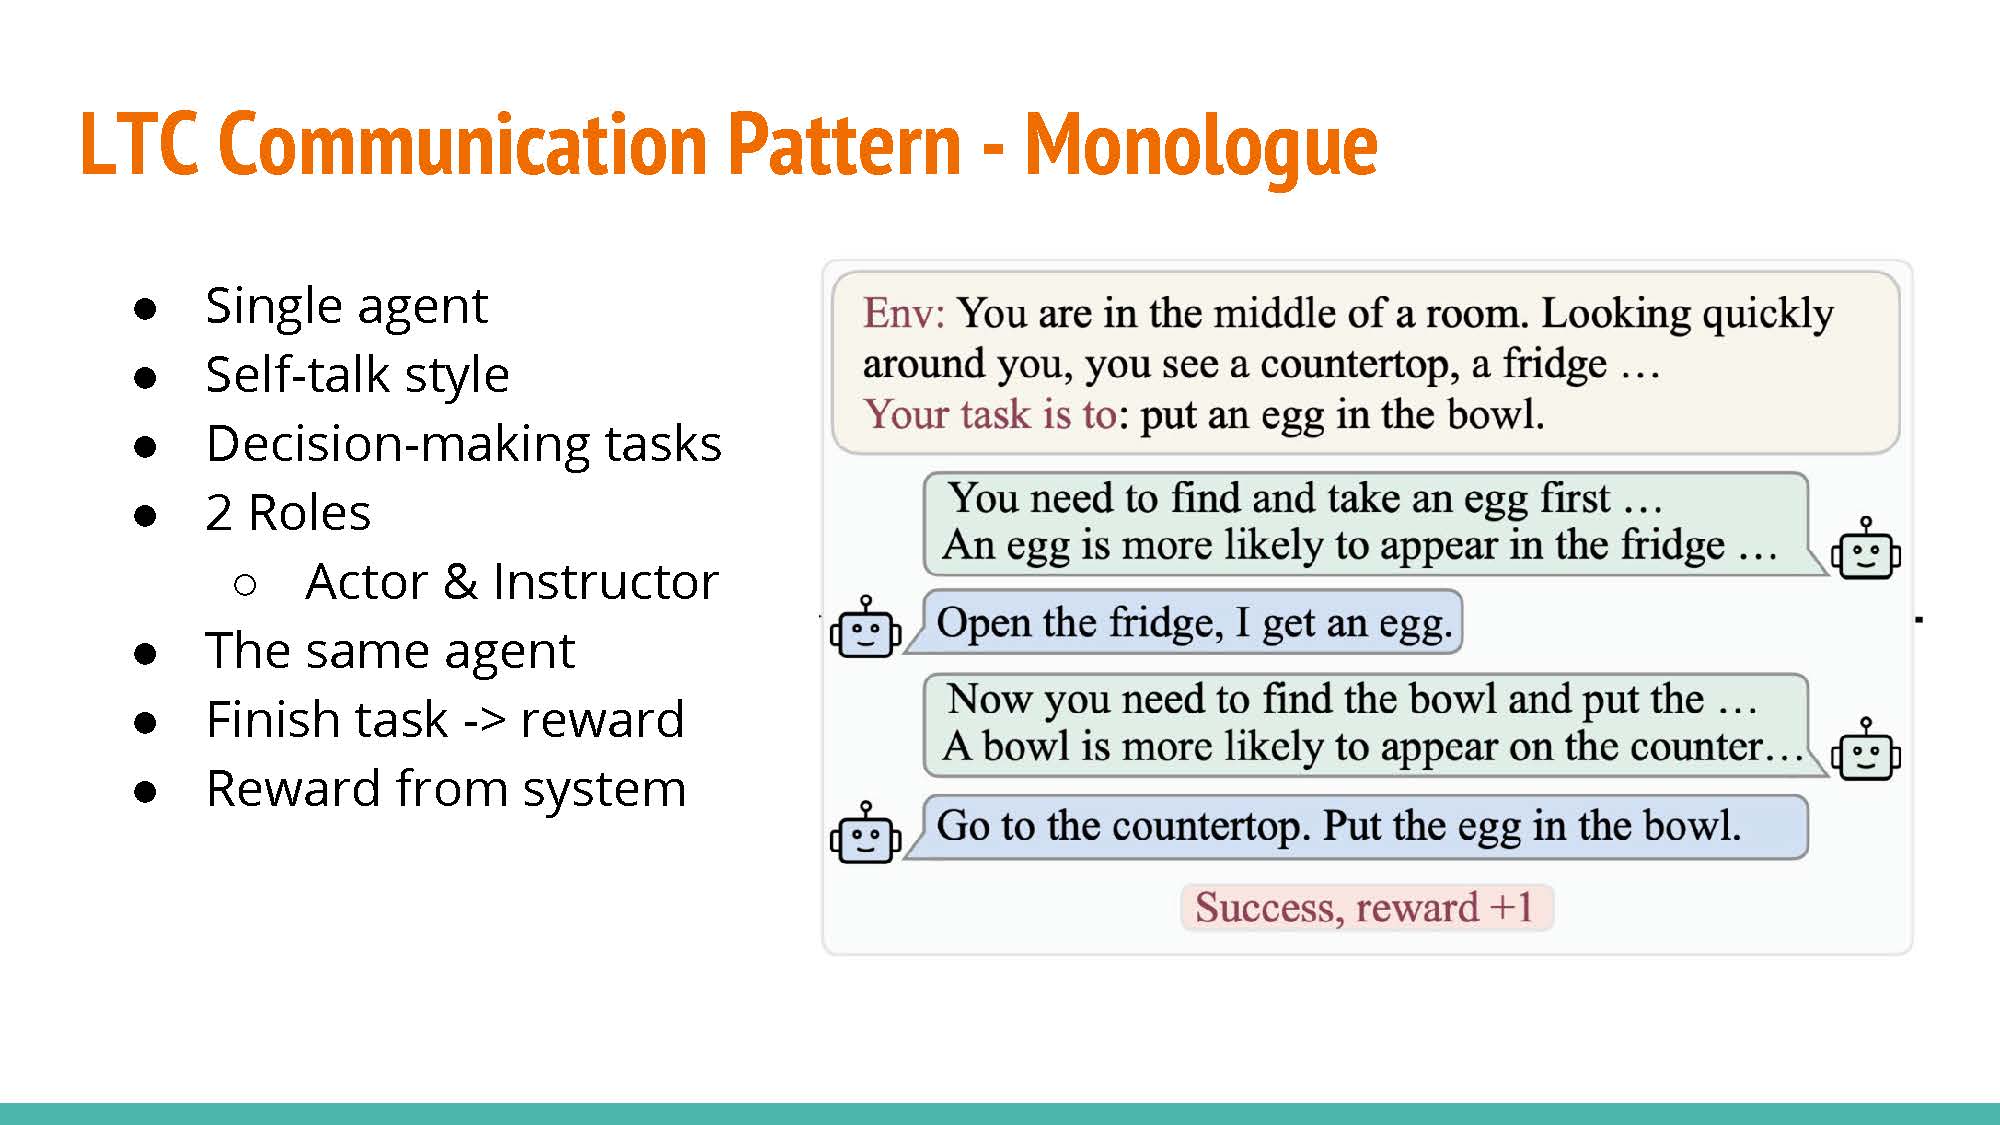 LTC Communication Pattern - Monologue
● Single agent
● Self-talk style
● Decision-making tasks
● 2 Roles
○ Actor & Instructor
● The same agent
● Finish task -> reward
● Reward from system
Env: You are in the middle of a room. Looking quickly
around you, you see a countertop, a fridge …
Your task is to: put an egg in the bowl.
You need to find and take an egg first …
An egg is more likely to appear in the fridge …
Open the fridge, I get an egg.
Now you need to find the bowl and put the …
A bowl is more likely to appear on the counter…
Go to the countertop. Put the egg in the bowl.
Success, reward +1